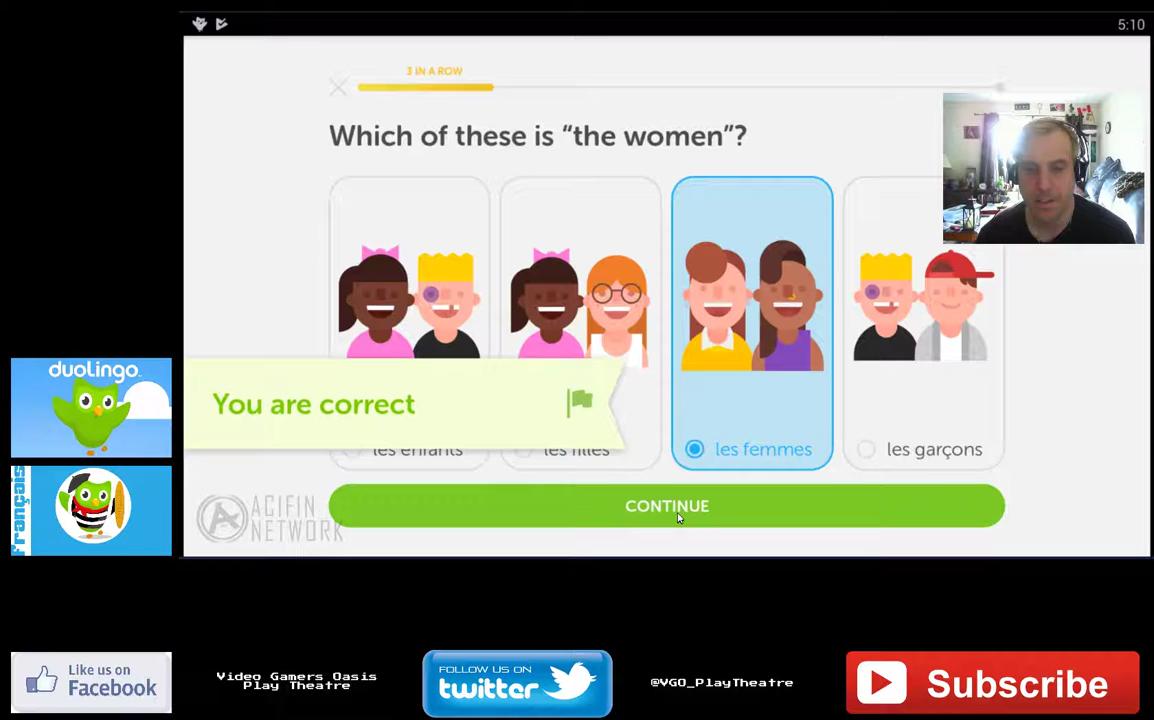 5:10
3 IN A ROW
Which of these is “the women”?
You are correct
les enfants
les filles
les femmes
les garçons
CONTINUE
ACIFIN
NETWORK
duolingo
français
Like us on
Facebook
Video Gamers Oasis
Play Theatre
FOLLOW US ON
twitter
@VGO_PlayTheatre
Subscribe